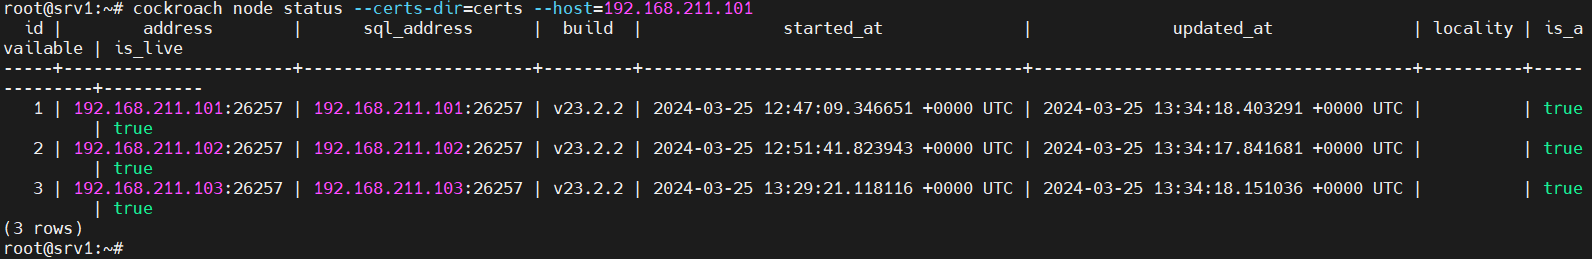 root@srv1:~# cockroach node status --certs-dir=certs --host=192.168.211.101
  id |        address        |      sql_address      |  build  |              started_at              |              updated_at              | locality | is_a
vailable | is_live
-----+-----------------------+-----------------------+---------+--------------------------------------+--------------------------------------+----------+-----
---------+----------
   1 | 192.168.211.101:26257 | 192.168.211.101:26257 | v23.2.2 | 2024-03-25 12:47:09.346651 +0000 UTC | 2024-03-25 13:34:18.403291 +0000 UTC |          | true
         | true
   2 | 192.168.211.102:26257 | 192.168.211.102:26257 | v23.2.2 | 2024-03-25 12:51:41.823943 +0000 UTC | 2024-03-25 13:34:17.841681 +0000 UTC |          | true
         | true
   3 | 192.168.211.103:26257 | 192.168.211.103:26257 | v23.2.2 | 2024-03-25 13:29:21.118116 +0000 UTC | 2024-03-25 13:34:18.151036 +0000 UTC |          | true
         | true
(3 rows)
root@srv1:~#